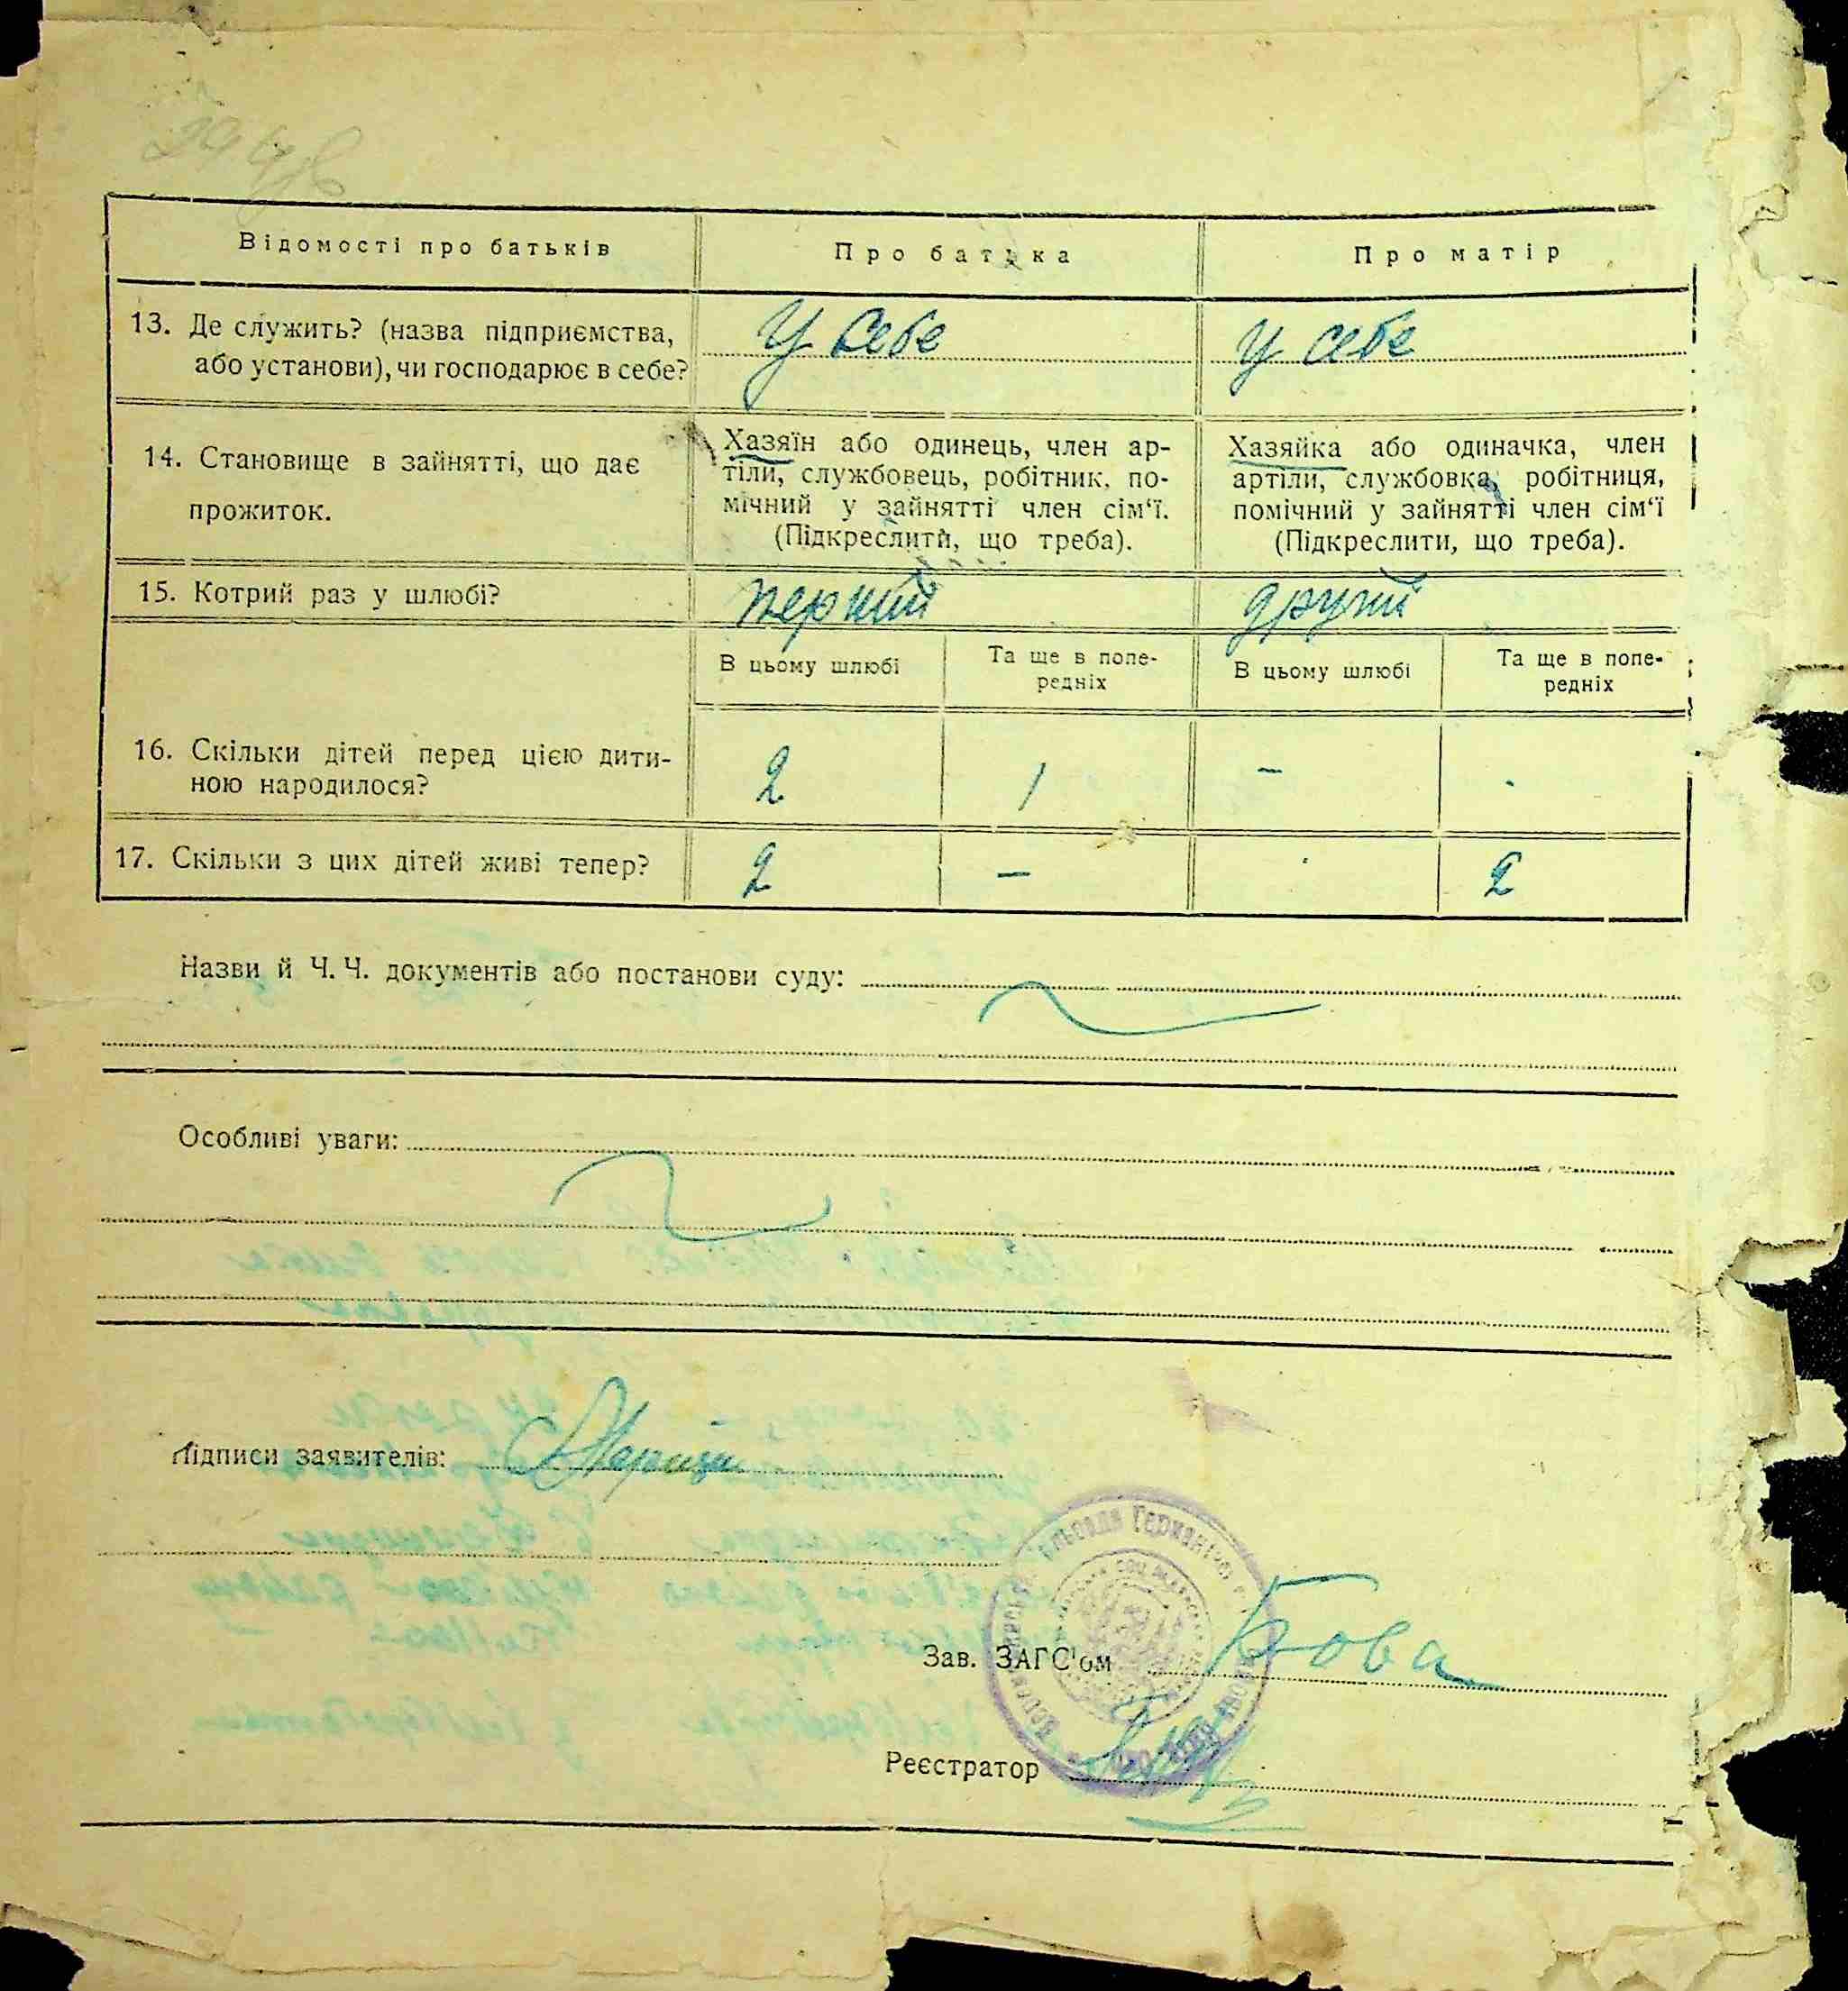 Відомості про батьків
Про батька
Про матір
13. Де служить? (назва підприємства,
або установи), чи господарює в себе?
У себе
у себе
14. Становище в зайнятті, що дає
прожиток.
Хазяїн або одинець, член ар-
тіли, службовець, робітник, по-
мічний у зайнятті член сім‘ї.
(Підкреслити, що треба).
Хазяйка або одиначка, член
артіли, службовка, робітниця,
помічний у зайнятті член сім‘ї
(Підкреслити, що треба).
15. Котрий раз у шлюбі?
другий
В цьому шлюбі
Та ще в попе-
редніх
В цьому шлюбі
Та ще в попе-
редніх
16. Скільки дітей перед цією дити-
ною народилося?
2
1
-
17. Скільки з цих дітей живі тепер?
2
-
2
Назви й Ч. Ч. документів або постанови суду:
Особливі уваги:
Підписи заявителів:
Зав. ЗАГС'ом Бова
Реєстратор